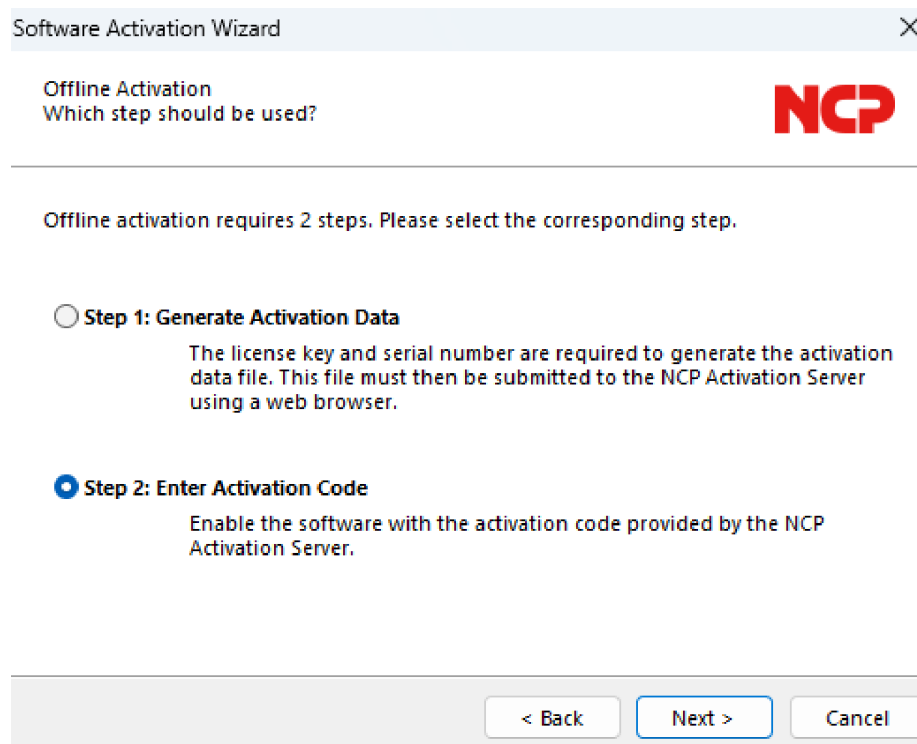 Software Activation Wizard
Offline Activation
Which step should be used?
NCP
Offline activation requires 2 steps. Please select the corresponding step.
Step 1: Generate Activation Data
The license key and serial number are required to generate the activation
data file. This file must then be submitted to the NCP Activation Server
using a web browser.
Step 2: Enter Activation Code
Enable the software with the activation code provided by the NCP
Activation Server.
< Back Next > Cancel